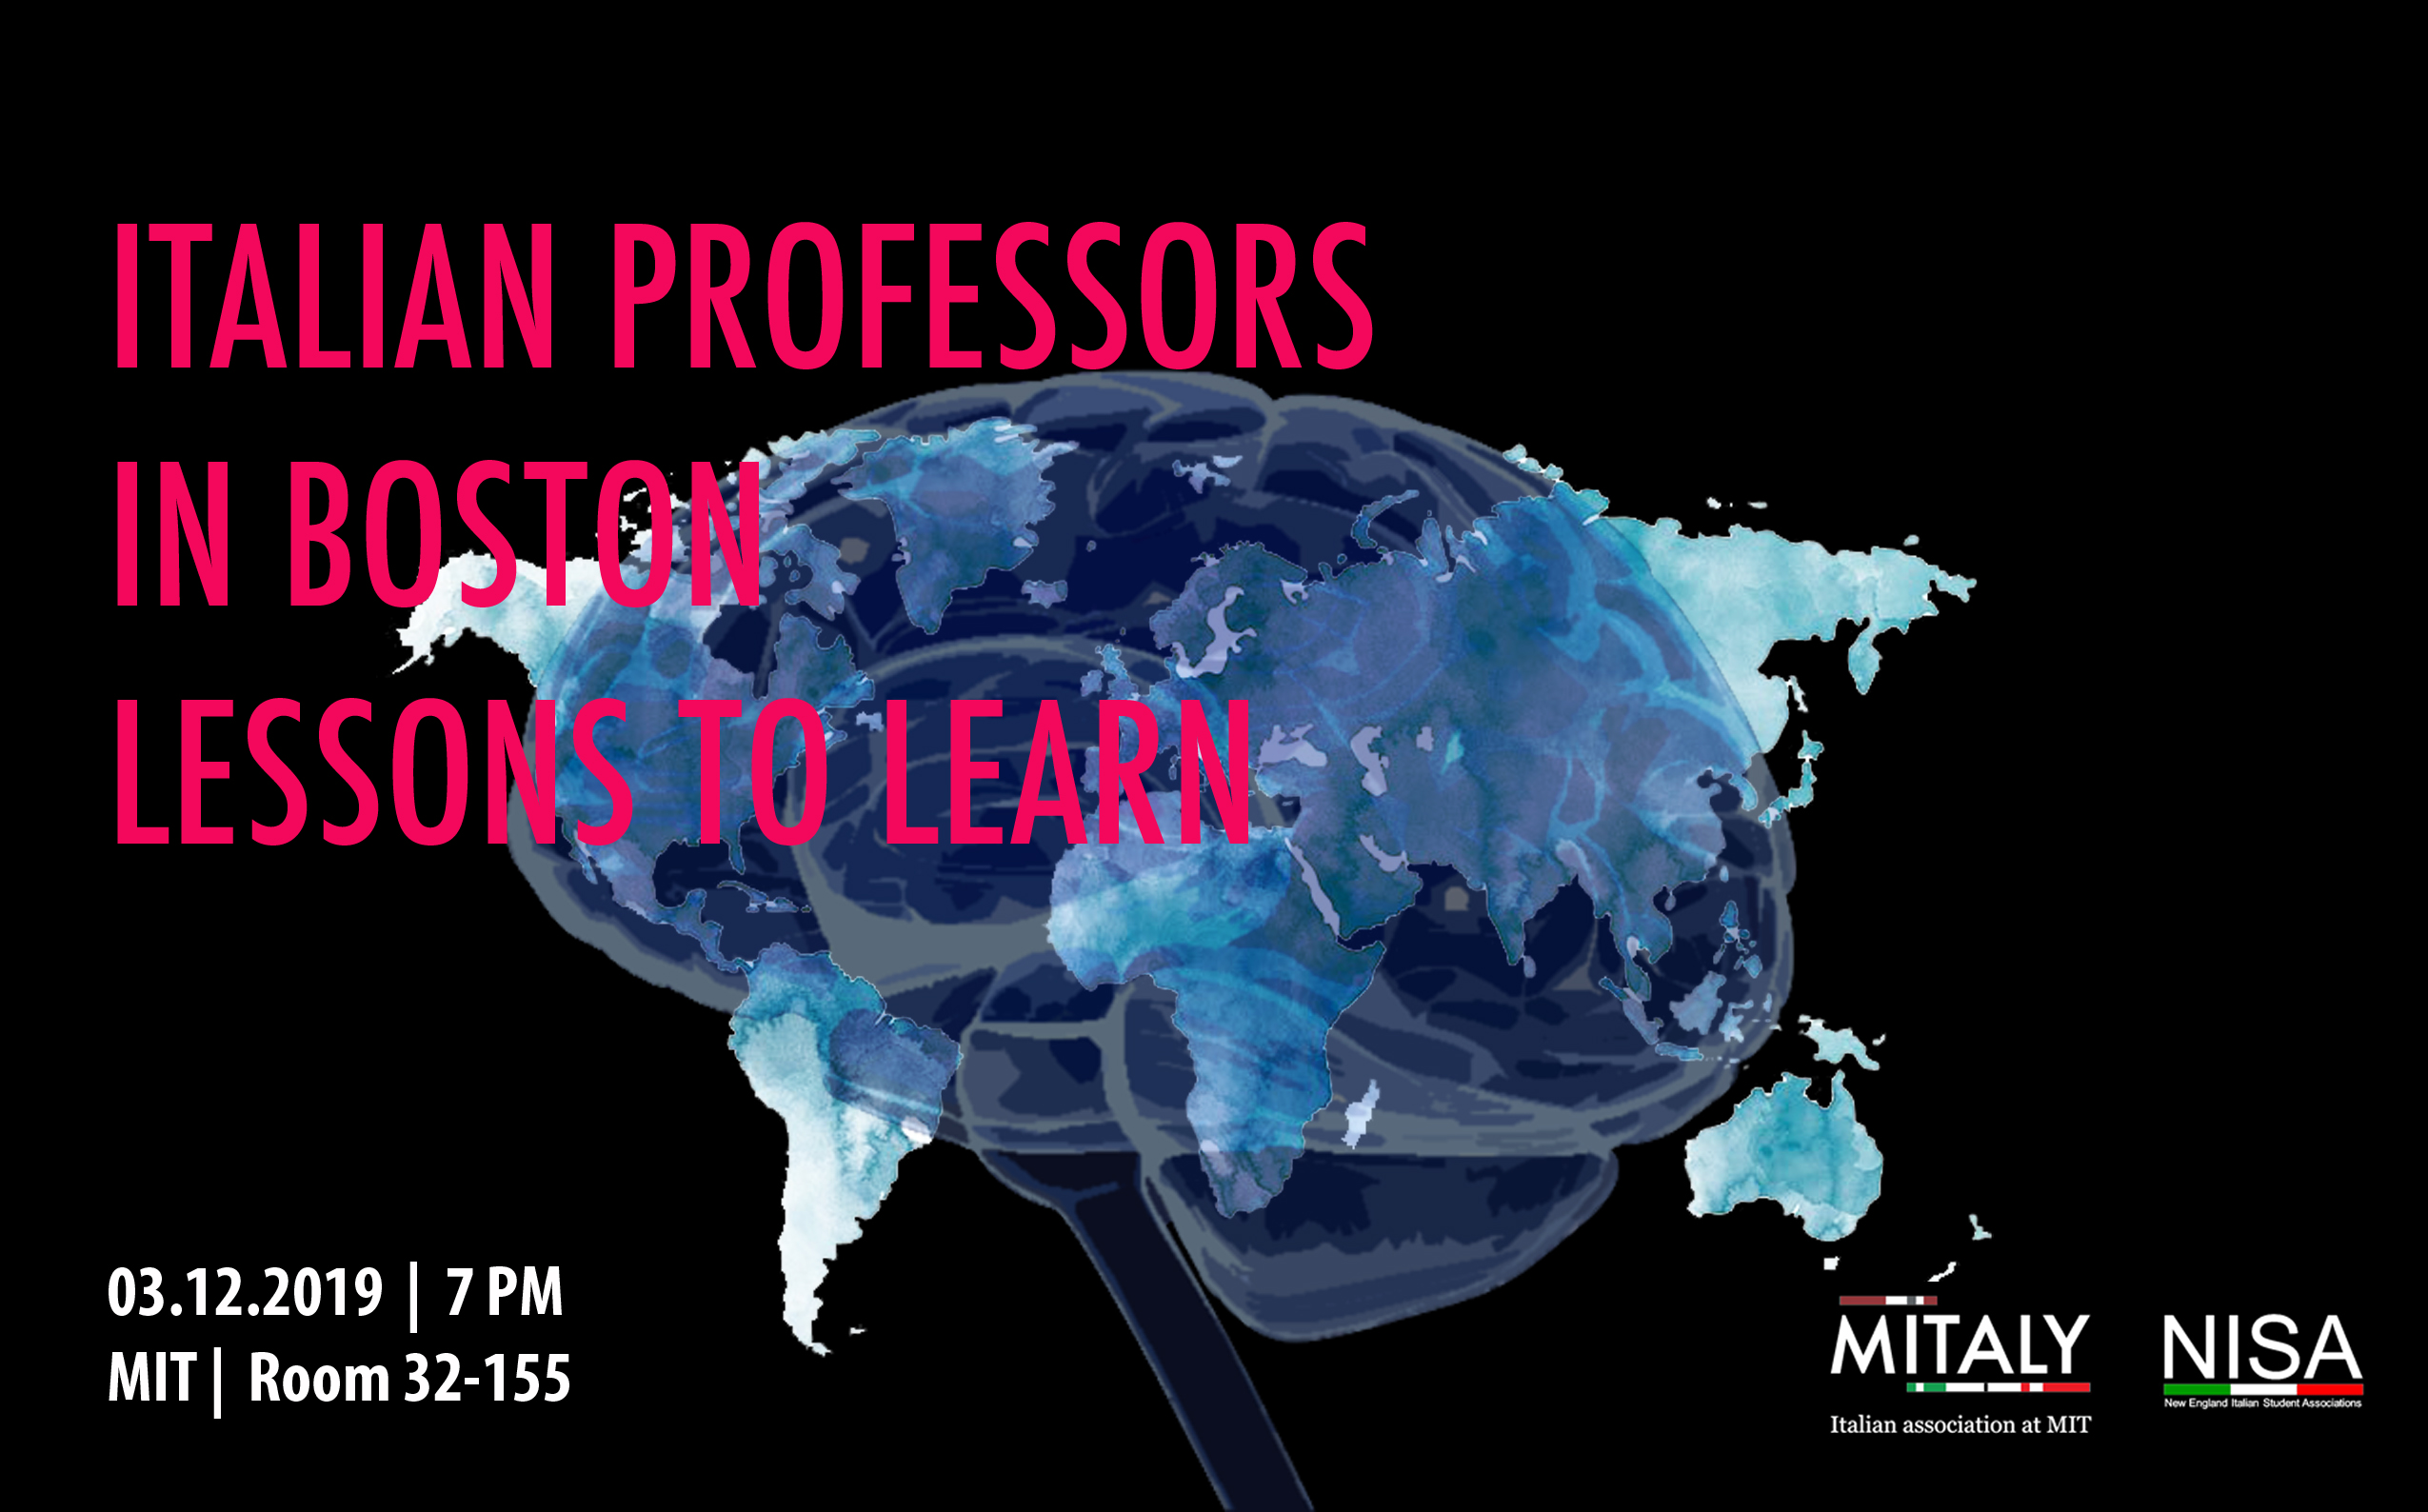 ITALIAN PROFESSORS
IN BOSTON
LESSONS TO LEARN
03.12.2019 | 7 PM
MIT | Room 32-155
MITALY
Italian association at MIT
NISA
New England Italian Student Associations